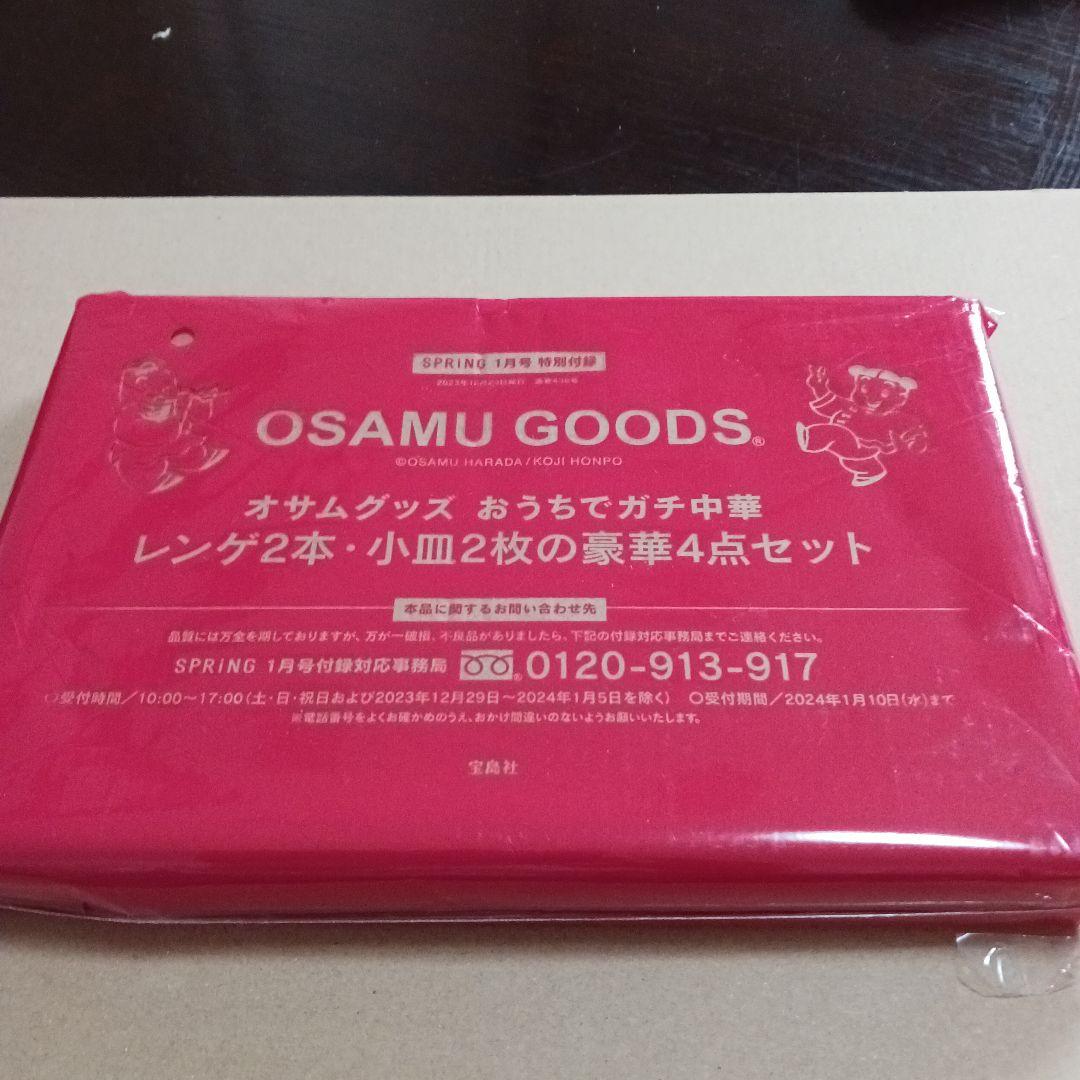 SPRiNG 1月号 特別付録
OSAMU GOODS®
©OSAMU HARADA/KOJI HONPO
オサムグッズ おうちでガチ中華
レンゲ2本・小皿2枚の豪華4点セット
本品に関するお問い合わせ先
品質には万全を期しておりますが、万が一破損、不良品がありましたら、下記の付録対応事務局までご連絡ください。
SPRiNG 1月号付録対応事務局 0120-913-917
○受付時間／10:00〜17:00(土・日・祝日および2023年12月29日〜2024年1月5日を除く) ○受付期間／2024年1月10日(水)まで
※電話番号をよくお確かめのうえ、おかけ間違いのないようお願いいたします。
宝島社